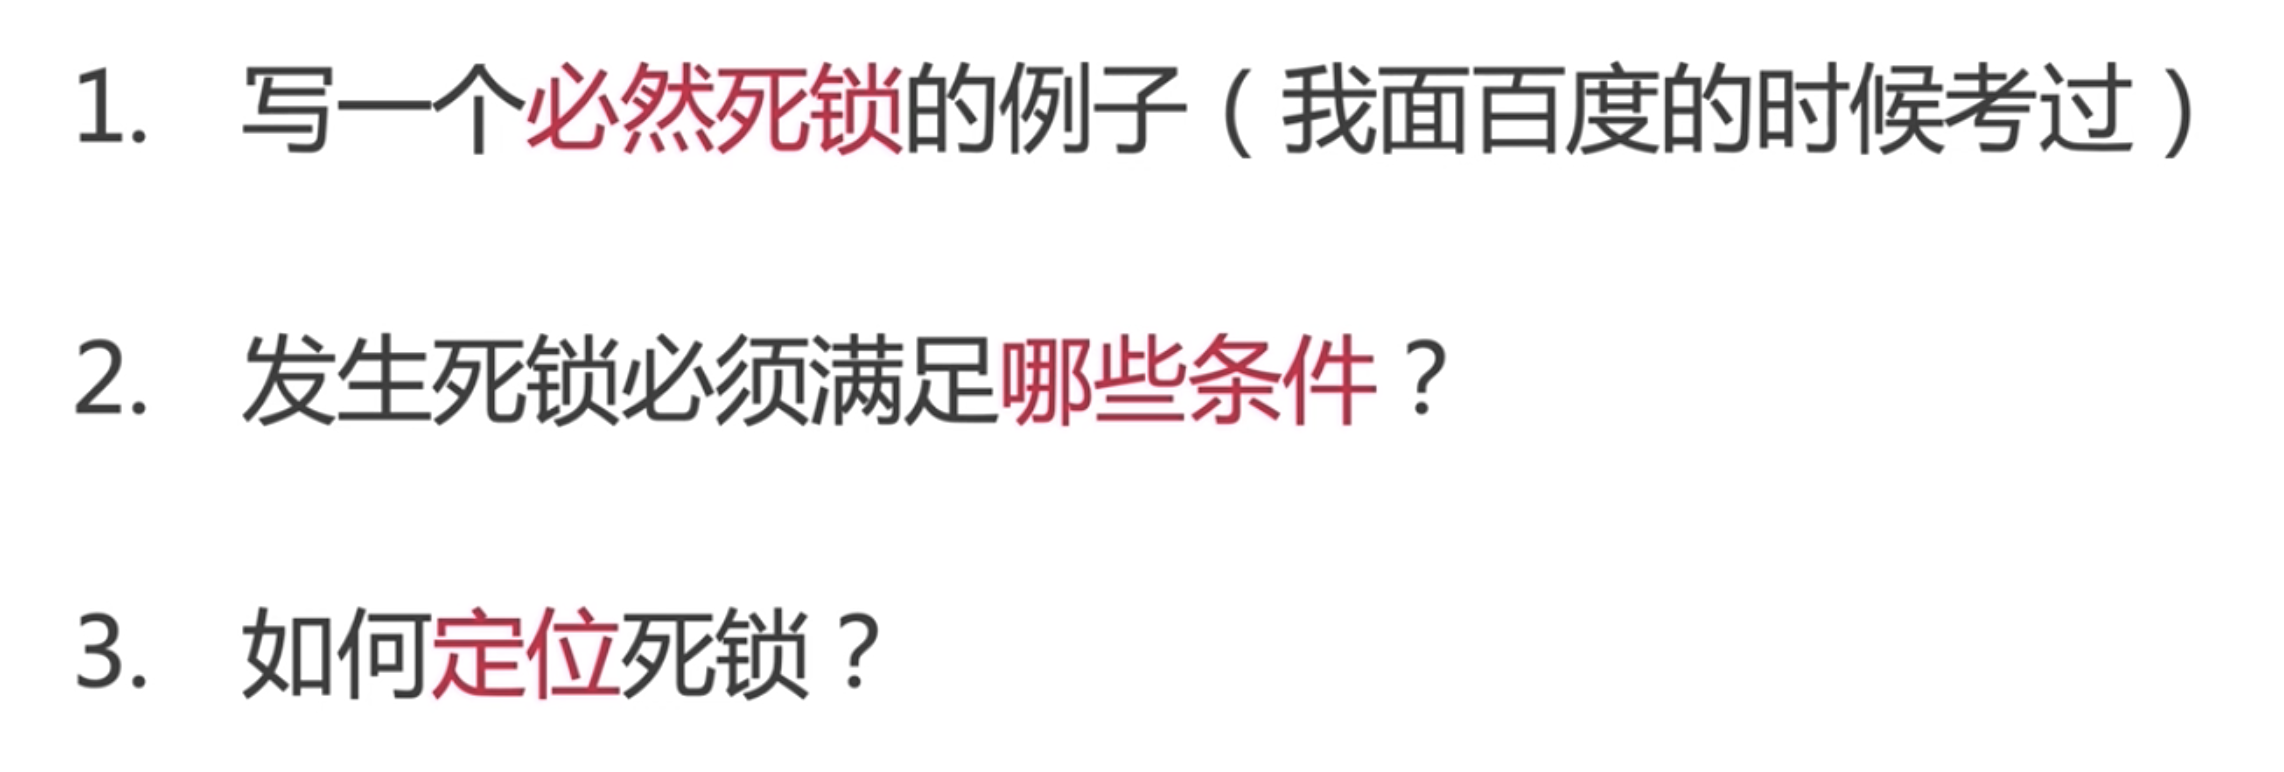 1. 写一个必然死锁的例子（我面百度的时候考过）
2. 发生死锁必须满足哪些条件？
3. 如何定位死锁？